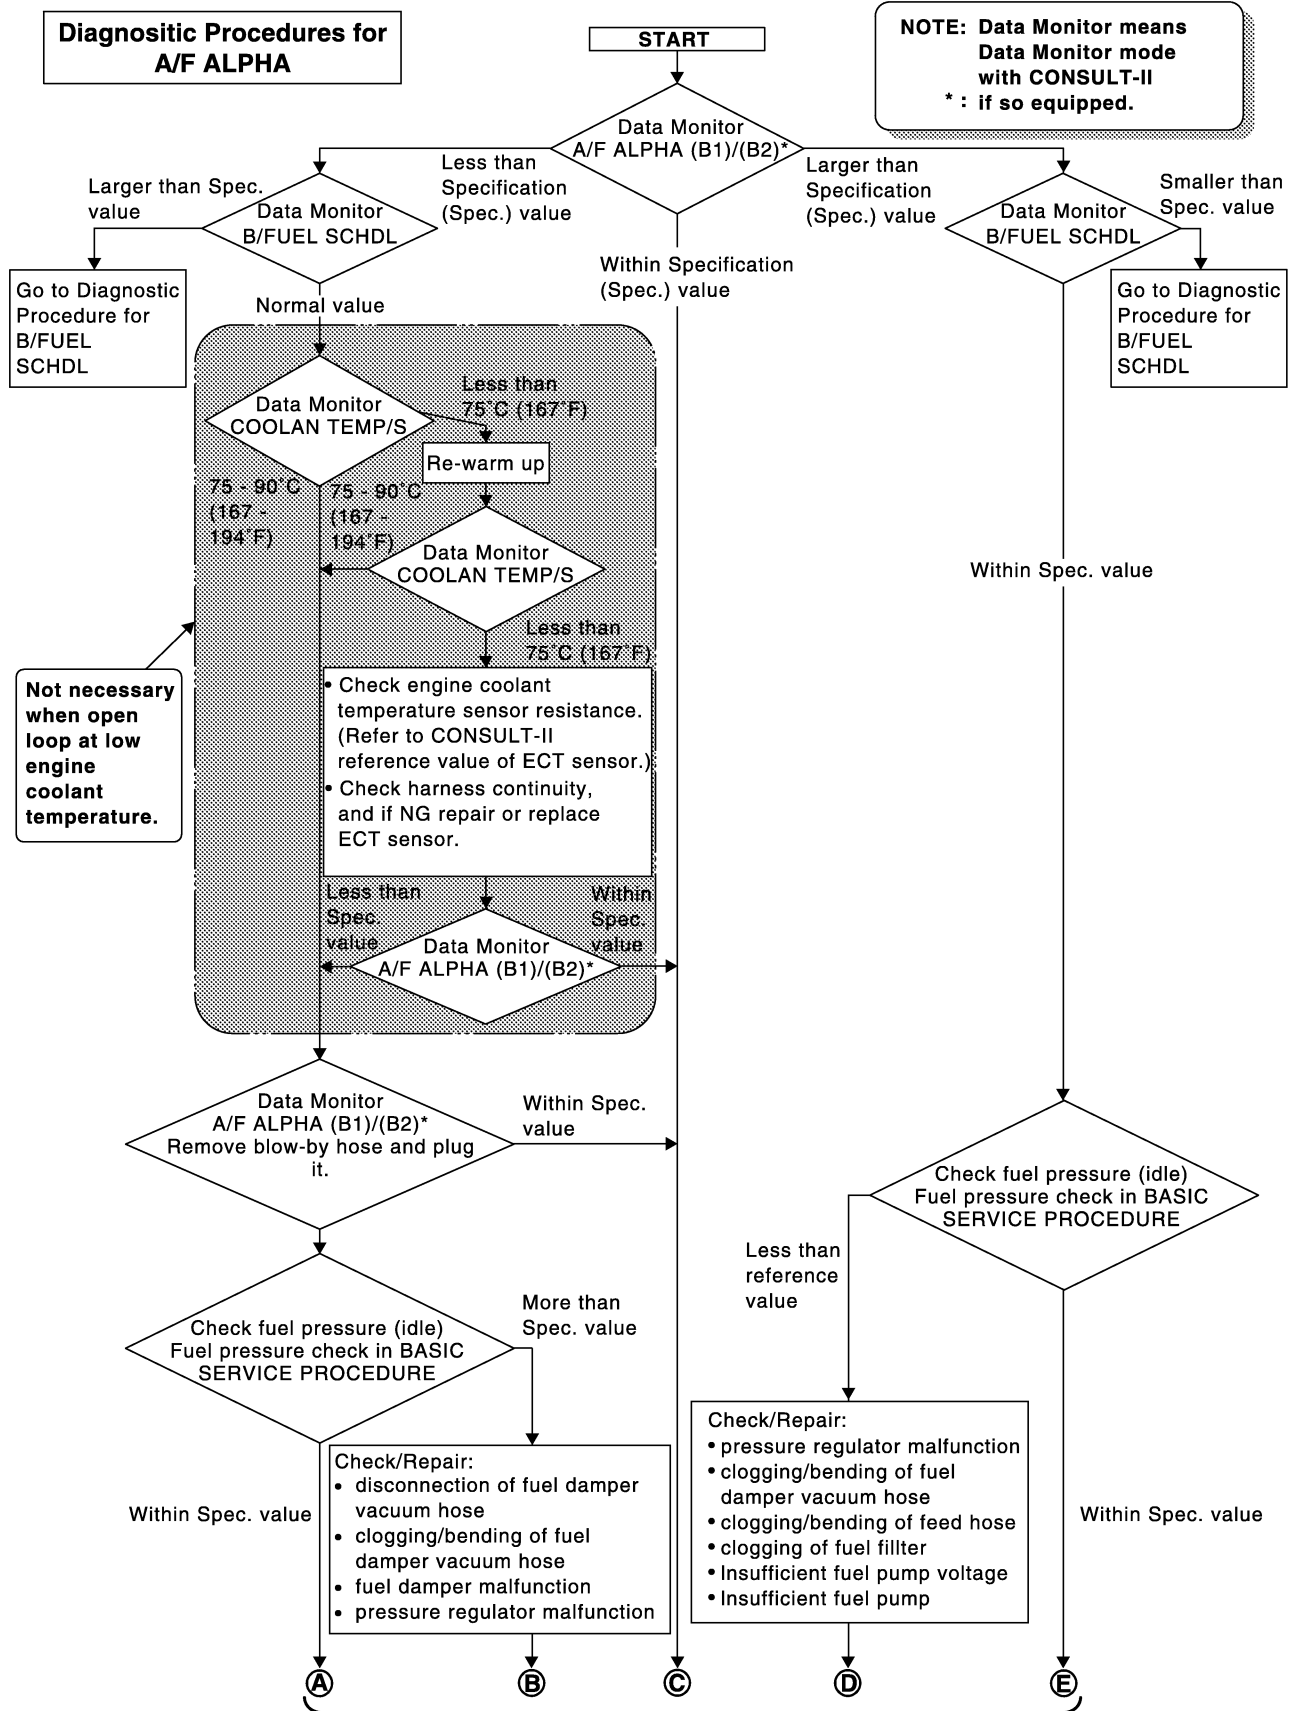 Diagnositic Procedures for
A/F ALPHA
START
NOTE: Data Monitor means
Data Monitor mode
with CONSULT-II
* : if so equipped.
Data Monitor
A/F ALPHA (B1)/(B2)*
Less than
Specification
(Spec.) value
Larger than
Specification
(Spec.) value
Within Specification
(Spec.) value
Larger than Spec.
value
Data Monitor
B/FUEL SCHDL
Smaller than
Spec. value
Data Monitor
B/FUEL SCHDL
Go to Diagnostic
Procedure for
B/FUEL
SCHDL
Normal value
Go to Diagnostic
Procedure for
B/FUEL
SCHDL
Data Monitor
COOLAN TEMP/S
Less than
75˚C (167˚F)
Re-warm up
75 - 90˚C
(167 -
194˚F)
75 - 90˚C
(167 -
194˚F)
Data Monitor
COOLAN TEMP/S
Within Spec. value
Less than
75˚C (167˚F)
Not necessary
when open
loop at low
engine
coolant
temperature.
• Check engine coolant
temperature sensor resistance.
(Refer to CONSULT-II
reference value of ECT sensor.)
• Check harness continuity,
and if NG repair or replace
ECT sensor.
Less than
Spec.
value
Within
Spec.
value
Data Monitor
A/F ALPHA (B1)/(B2)*
Data Monitor
A/F ALPHA (B1)/(B2)*
Remove blow-by hose and plug
it.
Within Spec.
value
Check fuel pressure (idle)
Fuel pressure check in BASIC
SERVICE PROCEDURE
Less than
reference
value
Check fuel pressure (idle)
Fuel pressure check in BASIC
SERVICE PROCEDURE
More than
Spec. value
Within Spec. value
Check/Repair:
• disconnection of fuel damper
vacuum hose
• clogging/bending of fuel
damper vacuum hose
• fuel damper malfunction
• pressure regulator malfunction
Check/Repair:
• pressure regulator malfunction
• clogging/bending of fuel
damper vacuum hose
• clogging/bending of feed hose
• clogging of fuel fillter
• Insufficient fuel pump voltage
• Insufficient fuel pump
Within Spec. value
A
B
C
D
E